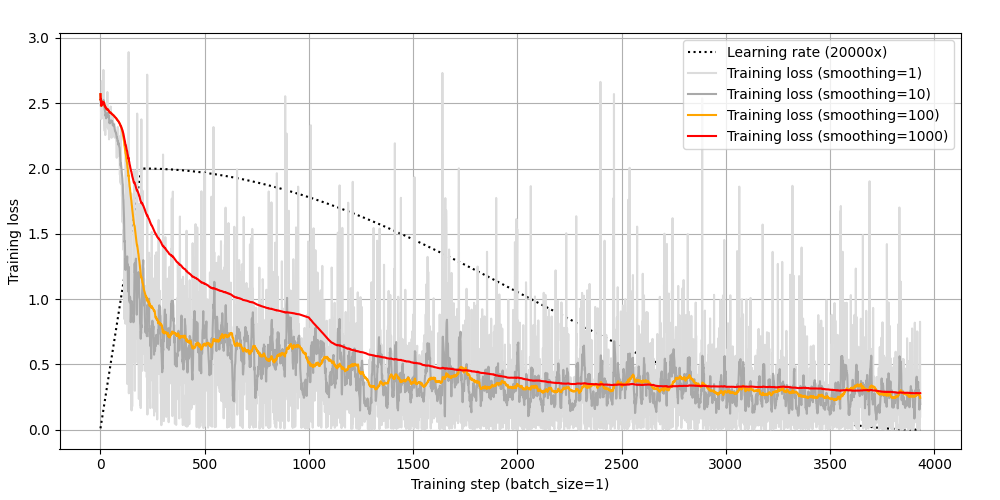 3.0
2.5
2.0
1.5
1.0
0.5
0.0
Training loss
Learning rate (20000x)
Training loss (smoothing=1)
Training loss (smoothing=10)
Training loss (smoothing=100)
Training loss (smoothing=1000)
0 500 1000 1500 2000 2500 3000 3500 4000
Training step (batch_size=1)